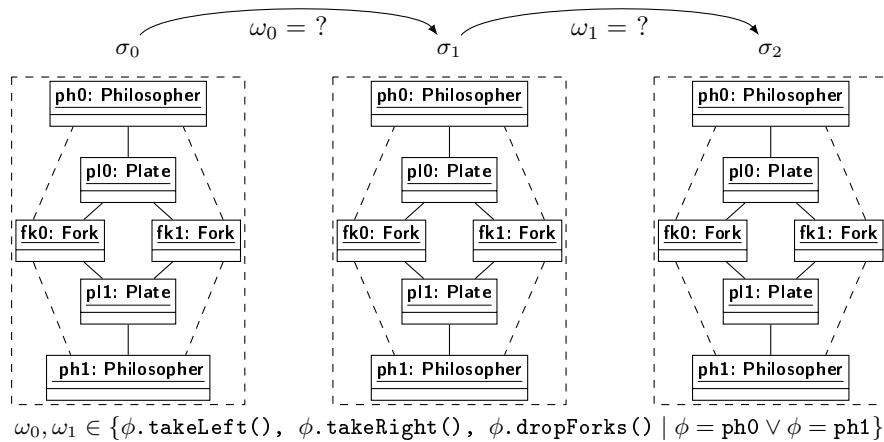 ω₀ = ? ω₁ = ?
σ₀ σ₁ σ₂
ph0: Philosopher ph0: Philosopher ph0: Philosopher
pl0: Plate pl0: Plate pl0: Plate
fk0: Fork fk1: Fork fk0: Fork fk1: Fork fk0: Fork fk1: Fork
pl1: Plate pl1: Plate pl1: Plate
ph1: Philosopher ph1: Philosopher ph1: Philosopher
ω₀, ω₁ ∈ {ϕ.takeLeft(), ϕ.takeRight(), ϕ.dropForks() | ϕ = ph0 ∨ ϕ = ph1}